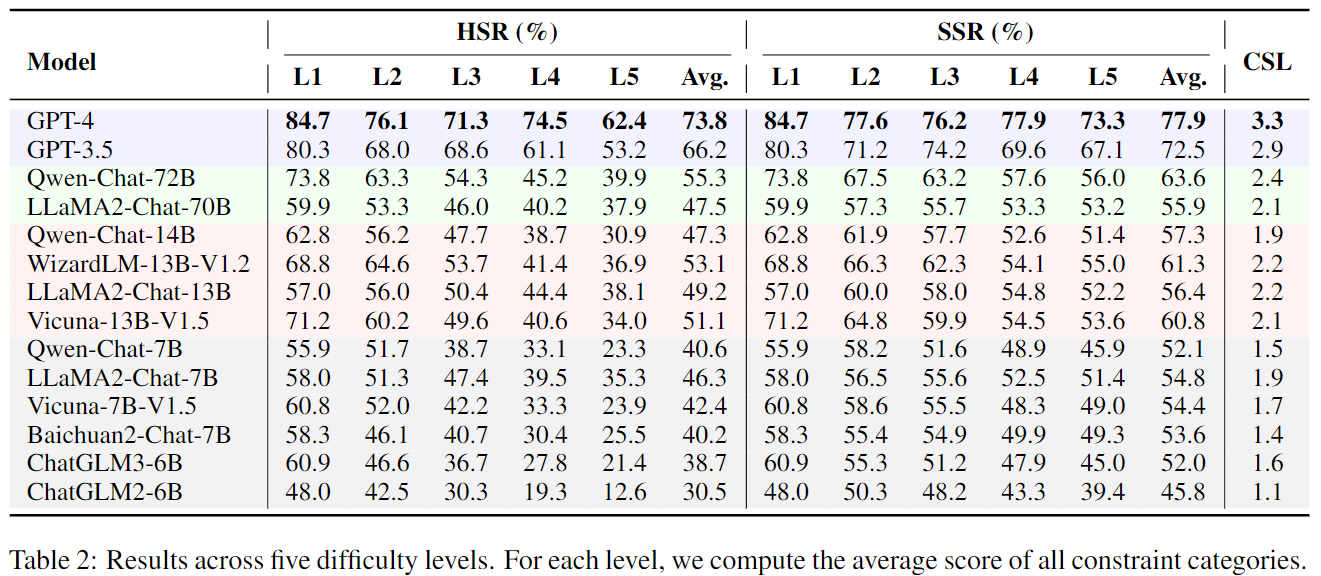 Model HSR (%) SSR (%) CSL
L1 L2 L3 L4 L5 Avg. L1 L2 L3 L4 L5 Avg.
GPT-4 84.7 76.1 71.3 74.5 62.4 73.8 84.7 77.6 76.2 77.9 73.3 77.9 3.3
GPT-3.5 80.3 68.0 68.6 61.1 53.2 66.2 80.3 71.2 74.2 69.6 67.1 72.5 2.9
Qwen-Chat-72B 73.8 63.3 54.3 45.2 39.9 55.3 73.8 67.5 63.2 57.6 56.0 63.6 2.4
LLaMA2-Chat-70B 59.9 53.3 46.0 40.2 37.9 47.5 59.9 57.3 55.7 53.3 53.2 55.9 2.1
Qwen-Chat-14B 62.8 56.2 47.7 38.7 30.9 47.3 62.8 61.9 57.7 52.6 51.4 57.3 1.9
WizardLM-13B-V1.2 68.8 64.6 53.7 41.4 36.9 53.1 68.8 66.3 62.3 54.1 55.0 61.3 2.2
LLaMA2-Chat-13B 57.0 56.0 50.4 44.4 38.1 49.2 57.0 60.0 58.0 54.8 52.2 56.4 2.2
Vicuna-13B-V1.5 71.2 60.2 49.6 40.6 34.0 51.1 71.2 64.8 59.9 54.5 53.6 60.8 2.1
Qwen-Chat-7B 55.9 51.7 38.7 33.1 23.3 40.6 55.9 58.2 51.6 48.9 45.9 52.1 1.5
LLaMA2-Chat-7B 58.0 51.3 47.4 39.5 35.3 46.3 58.0 56.5 55.6 52.5 51.4 54.8 1.9
Vicuna-7B-V1.5 60.8 52.0 42.2 33.3 23.9 42.4 60.8 58.6 55.5 48.3 49.0 54.4 1.7
Baichuan2-Chat-7B 58.3 46.1 40.7 30.4 25.5 40.2 58.3 55.4 54.9 49.9 49.3 53.6 1.4
ChatGLM3-6B 60.9 46.6 36.7 27.8 21.4 38.7 60.9 55.3 51.2 47.9 45.0 52.0 1.6
ChatGLM2-6B 48.0 42.5 30.3 19.3 12.6 30.5 48.0 50.3 48.2 43.3 39.4 45.8 1.1
Table 2: Results across five difficulty levels. For each level, we compute the average score of all constraint categories.